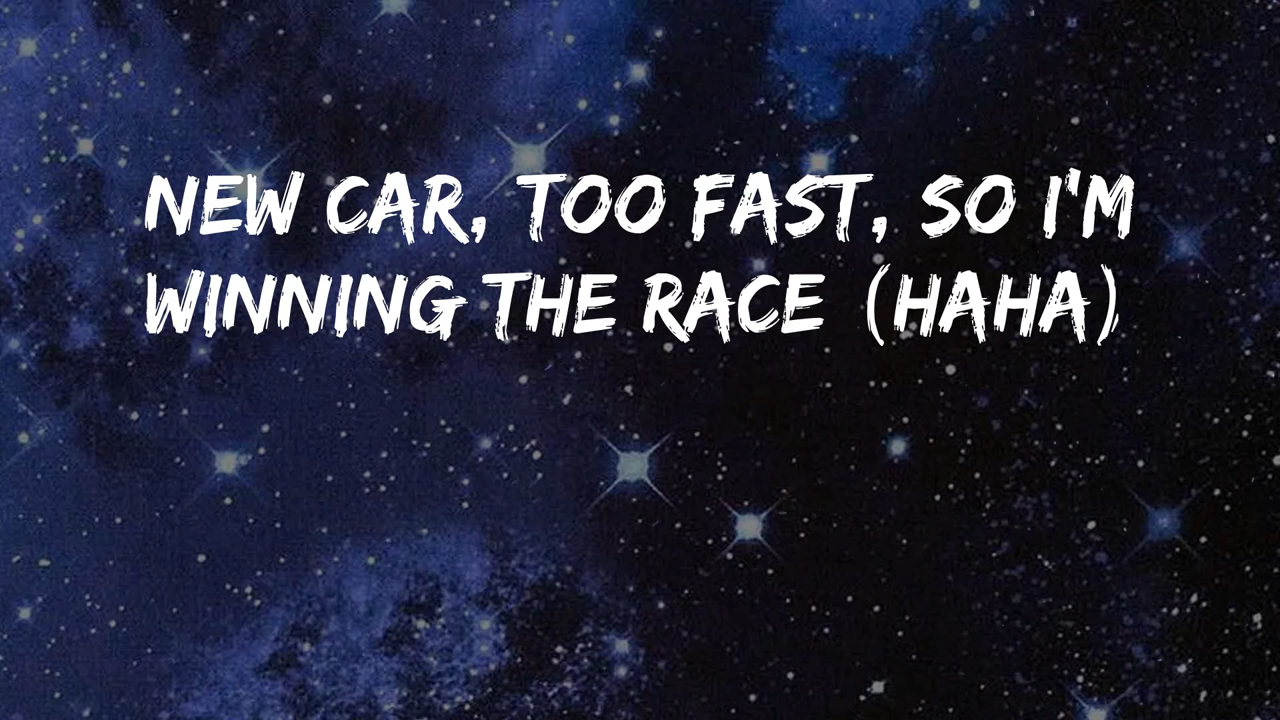 NEW CAR, TOO FAST, SO I'M
WINNING THE RACE (HAHA)